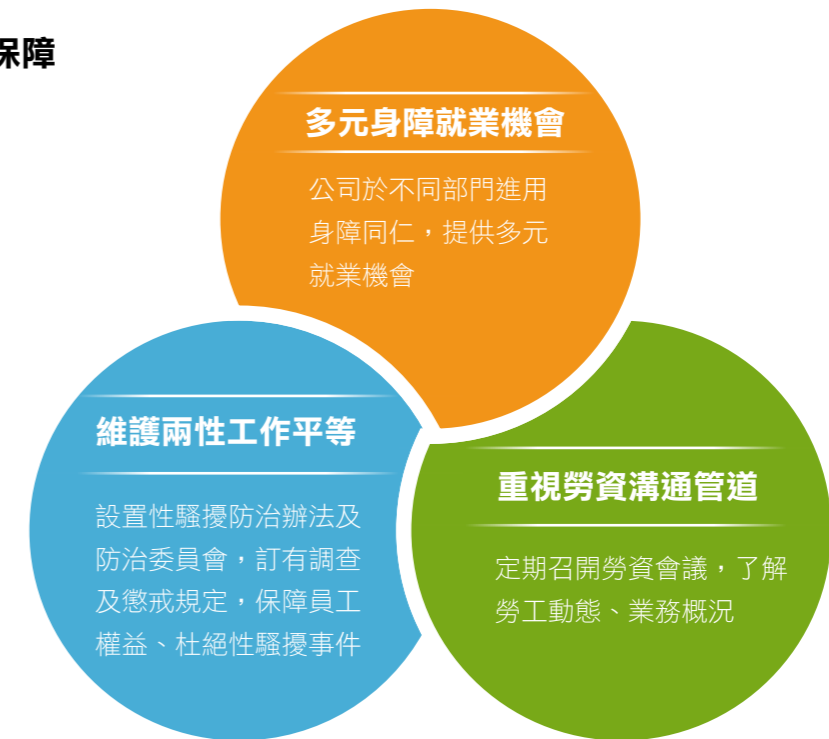 保障
多元身障就業機會
公司於不同部門進用
身障同仁，提供多元
就業機會
維護兩性工作平等
設置性騷擾防治辦法及
防治委員會，訂有調查
及懲戒規定，保障員工
權益、杜絕性騷擾事件
重視勞資溝通管道
定期召開勞資會議，了解
勞工動態、業務概況